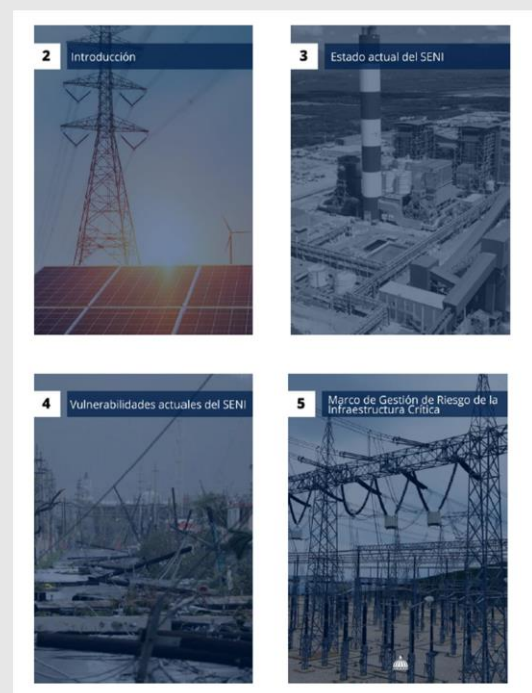 2
Introducción
3
Estado actual del SENI
4
Vulnerabilidades actuales del SENI
5
Marco de Gestión de Riesgo de la
Infraestructura Crítica